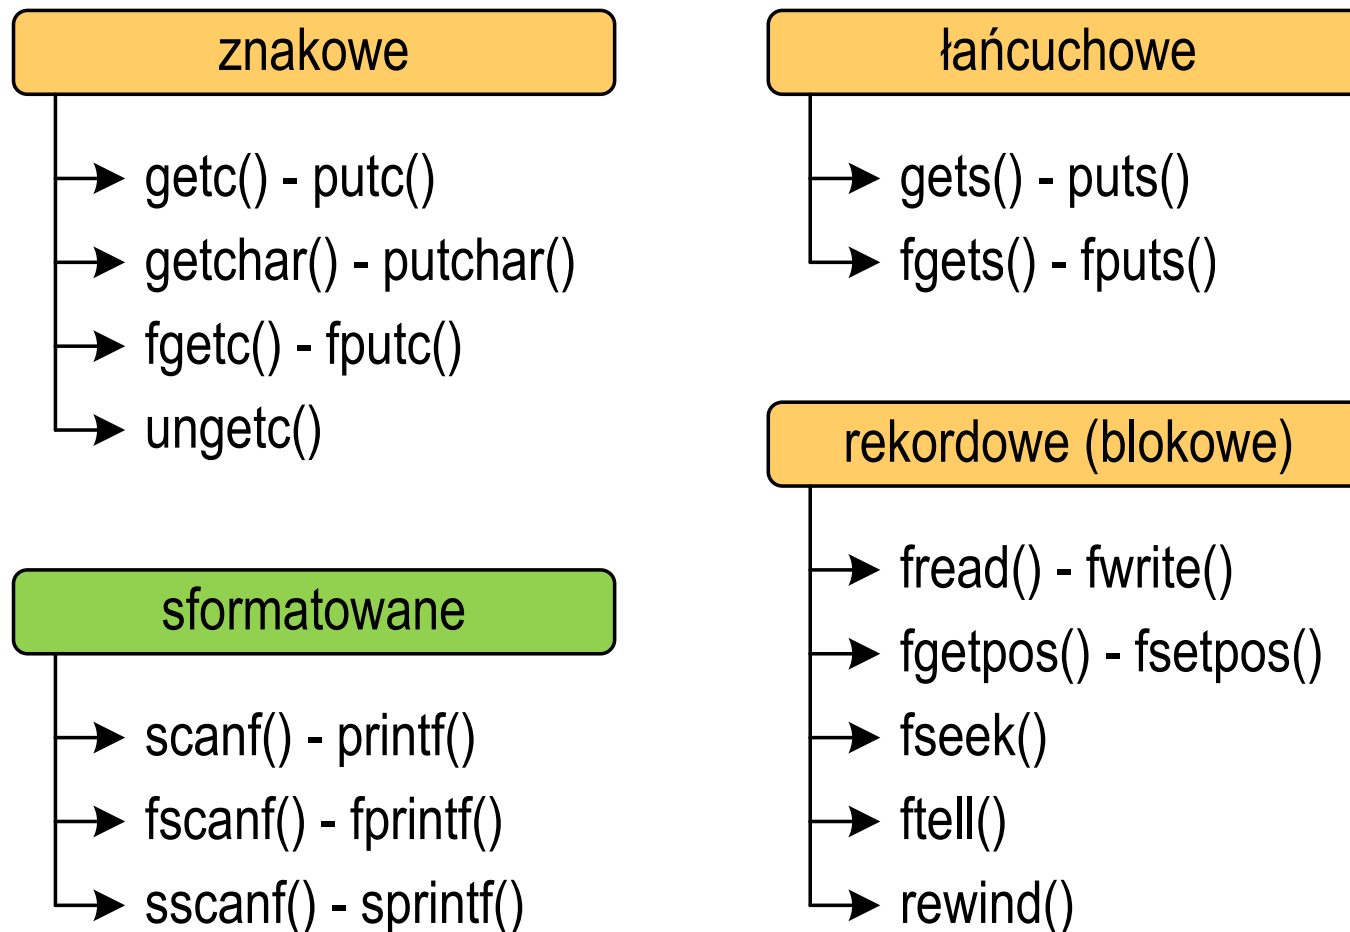 znakowe
getc() - putc()
getchar() - putchar()
fgetc() - fputc()
ungetc()
sformatowane
scanf() - printf()
fscanf() - fprintf()
sscanf() - sprintf()
łańcuchowe
gets() - puts()
fgets() - fputs()
rekordowe (blokowe)
fread() - fwrite()
fgetpos() - fsetpos()
fseek()
ftell()
rewind()